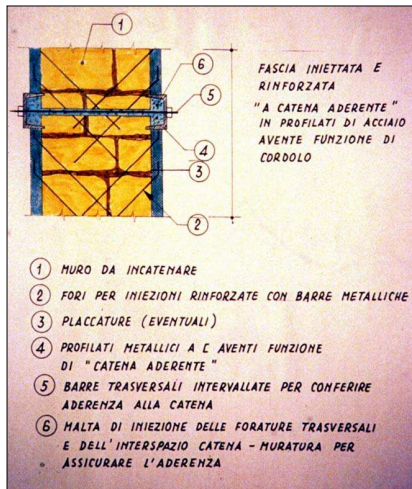 1
6
5
4
3
2
FASCIA INIETTATA E
RINFORZATA
"A CATENA ADERENTE"
IN PROFILATI DI ACCIAIO
AVENTE FUNZIONE DI
CORDOLO
1 MURO DA INCATENARE
2 FORI PER INIEZIONI RINFORZATE CON BARRE METALLICHE
3 PLACCATURE (EVENTUALI)
4 PROFILATI METALLICI A C AVENTI FUNZIONE
DI "CATENA ADERENTE"
5 BARRE TRASVERSALI INTERVALLATE PER CONFERIRE
ADERENZA ALLA CATENA
6 MALTA DI INIEZIONE DELLE FORATURE TRASVERSALI
E DELL'INTERSPAZIO CATENA - MURATURA PER
ASSICURARE L'ADERENZA